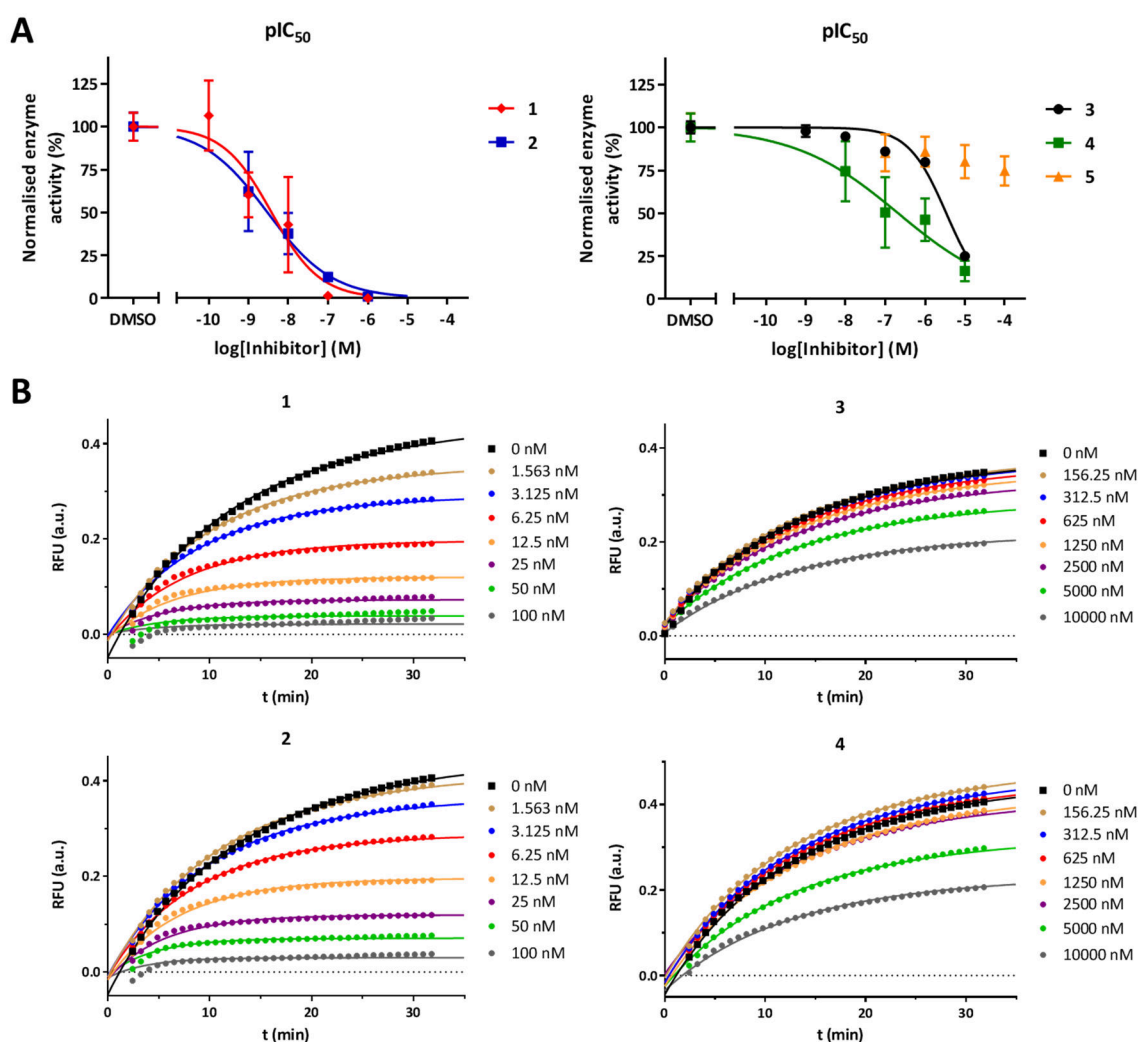 A
pIC50
Normalised enzyme
activity (%)
125
100
75
50
25
0
DMSO
-10
-9
-8
-7
-6
-5
-4
log[Inhibitor] (M)
1
2
pIC50
Normalised enzyme
activity (%)
125
100
75
50
25
0
DMSO
-10
-9
-8
-7
-6
-5
-4
log[Inhibitor] (M)
3
4
5
B
1
RFU (a.u.)
0.4
0.2
0.0
0
10
20
30
t (min)
0 nM
1.563 nM
3.125 nM
6.25 nM
12.5 nM
25 nM
50 nM
100 nM
3
RFU (a.u.)
0.4
0.2
0.0
0
10
20
30
t (min)
0 nM
156.25 nM
312.5 nM
625 nM
1250 nM
2500 nM
5000 nM
10000 nM
2
RFU (a.u.)
0.4
0.2
0.0
0
10
20
30
t (min)
0 nM
1.563 nM
3.125 nM
6.25 nM
12.5 nM
25 nM
50 nM
100 nM
4
RFU (a.u.)
0.4
0.2
0.0
0
10
20
30
t (min)
0 nM
156.25 nM
312.5 nM
625 nM
1250 nM
2500 nM
5000 nM
10000 nM